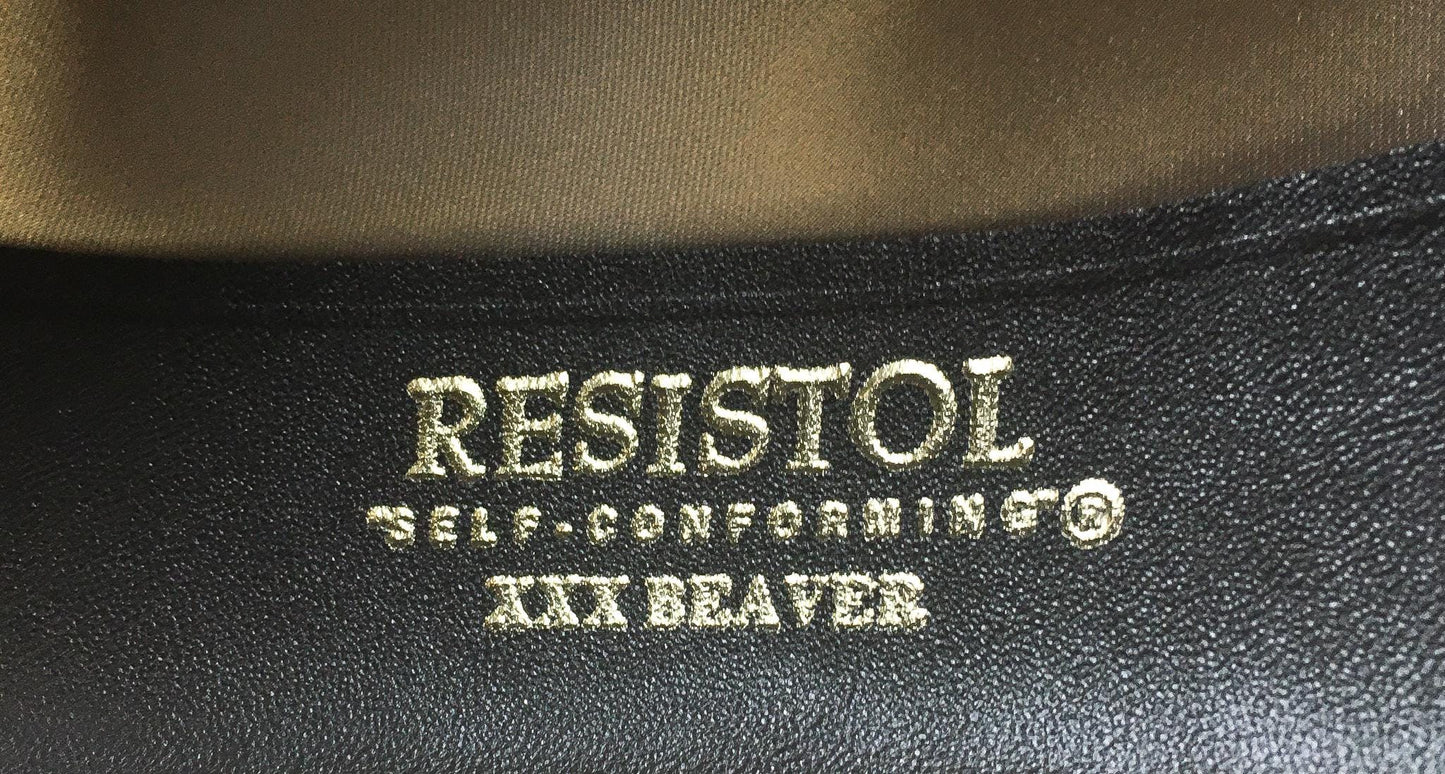 RESISTOL
"SELF-CONFORMING"®
XXX BEAVER